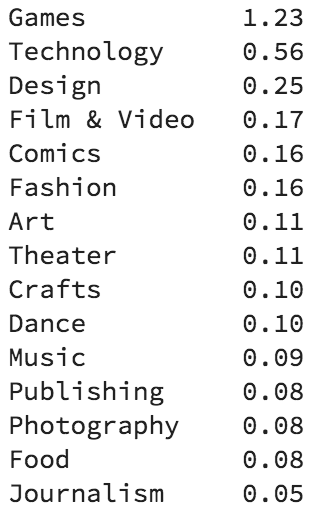 Games 1.23
Technology 0.56
Design 0.25
Film & Video 0.17
Comics 0.16
Fashion 0.16
Art 0.11
Theater 0.11
Crafts 0.10
Dance 0.10
Music 0.09
Publishing 0.08
Photography 0.08
Food 0.08
Journalism 0.05